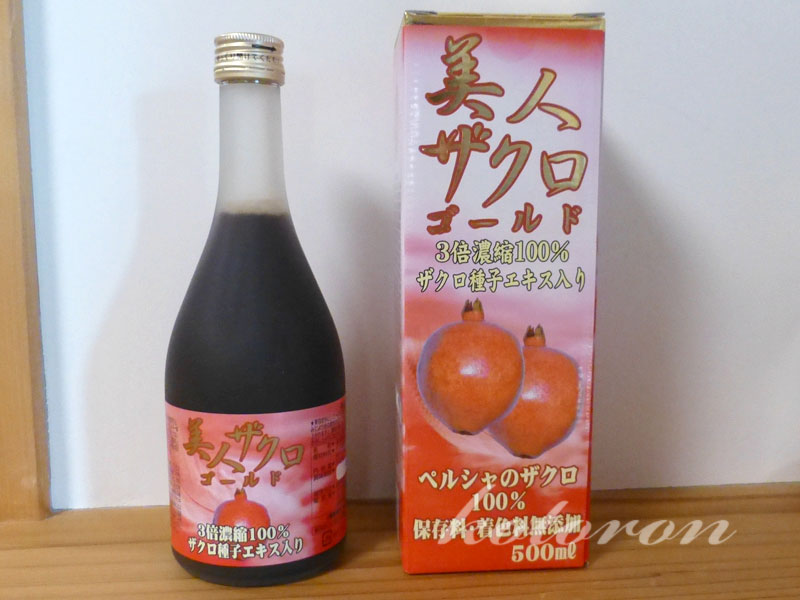 美人ザクロ
ゴールド
3倍濃縮100%
ザクロ種子エキス入り
美人
ザクロ
ゴールド
3倍濃縮100%
ザクロ種子エキス入り
ペルシャのザクロ
100%
保存料・着色料無添加
500mℓ
kotoron